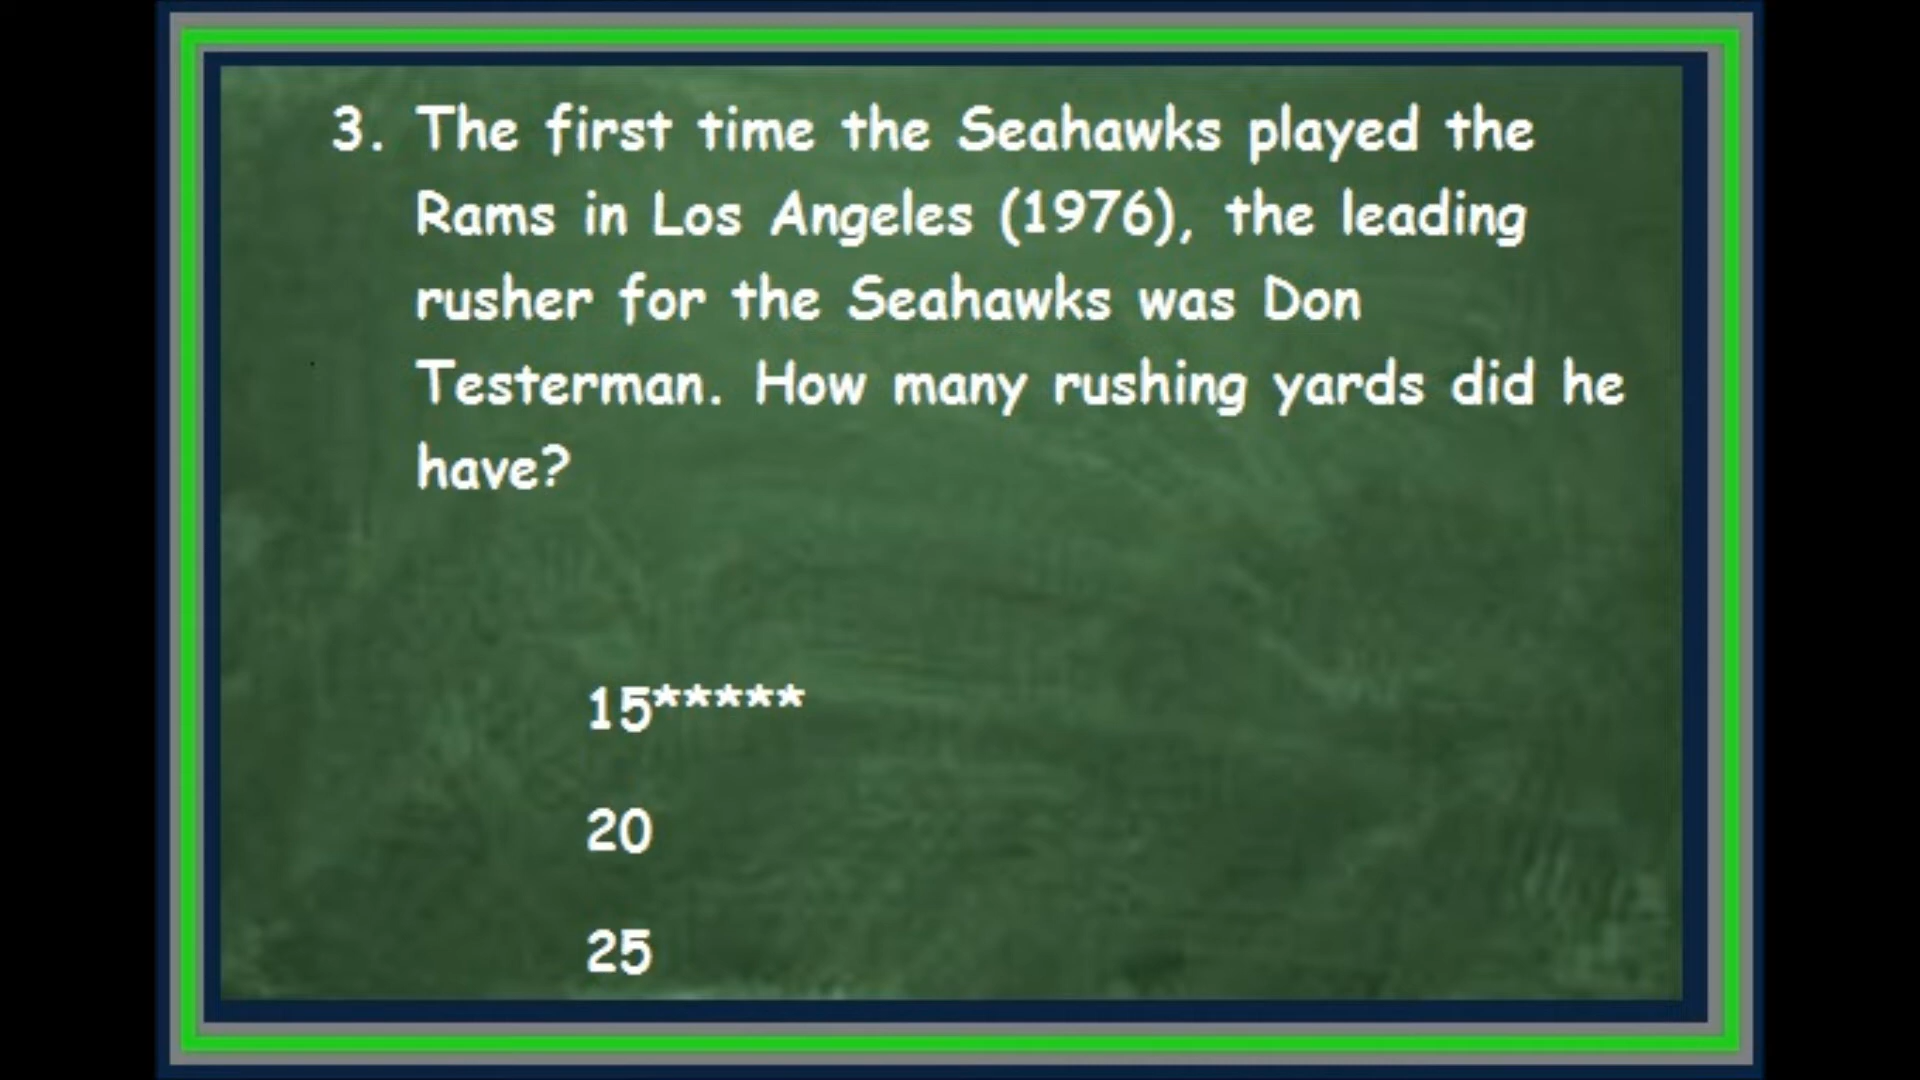 3. The first time the Seahawks played the
Rams in Los Angeles (1976), the leading
rusher for the Seahawks was Don
Testerman. How many rushing yards did he
have?
15*****
20
25